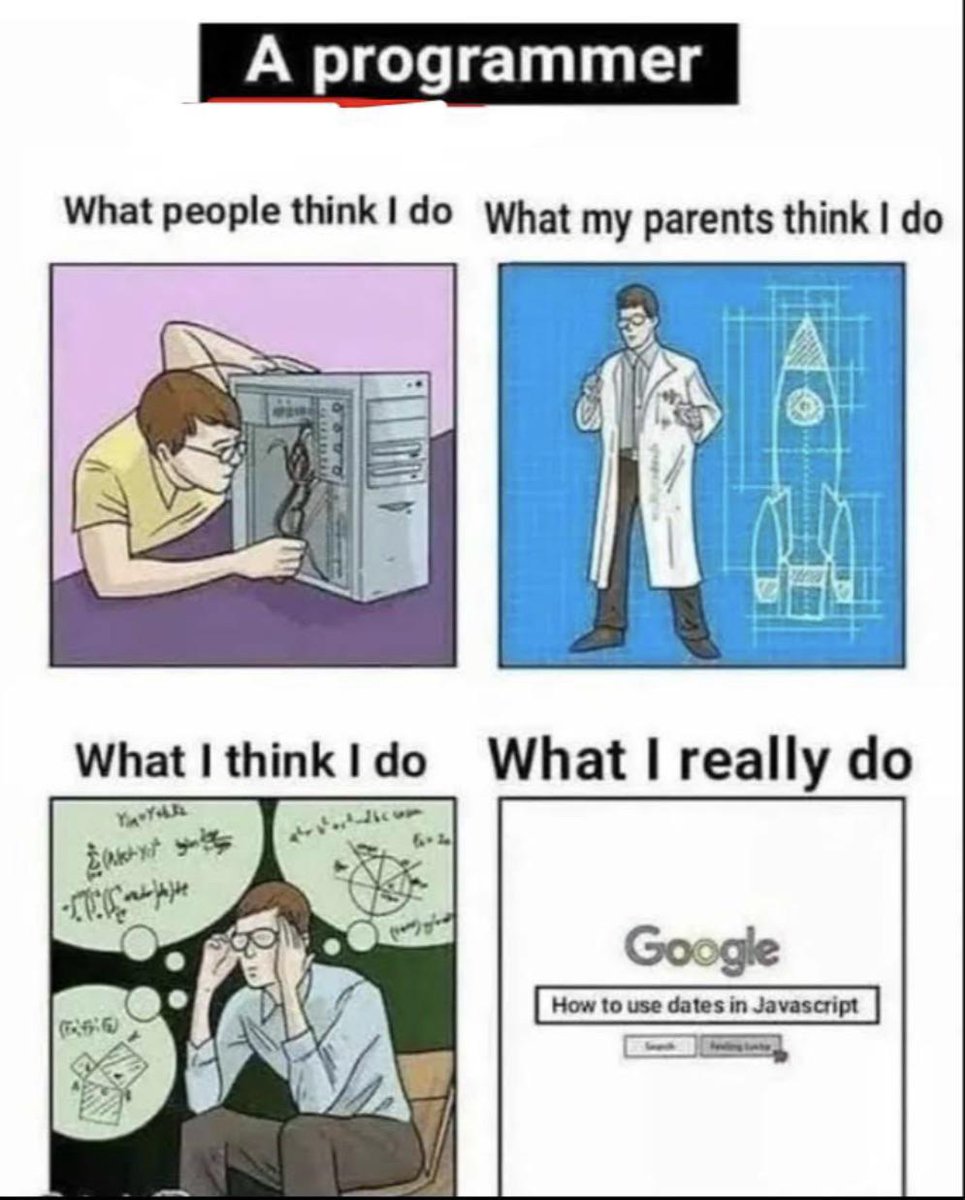 A programmer
What people think I do
What my parents think I do
What I think I do
What I really do
Google
How to use dates in Javascript
Search